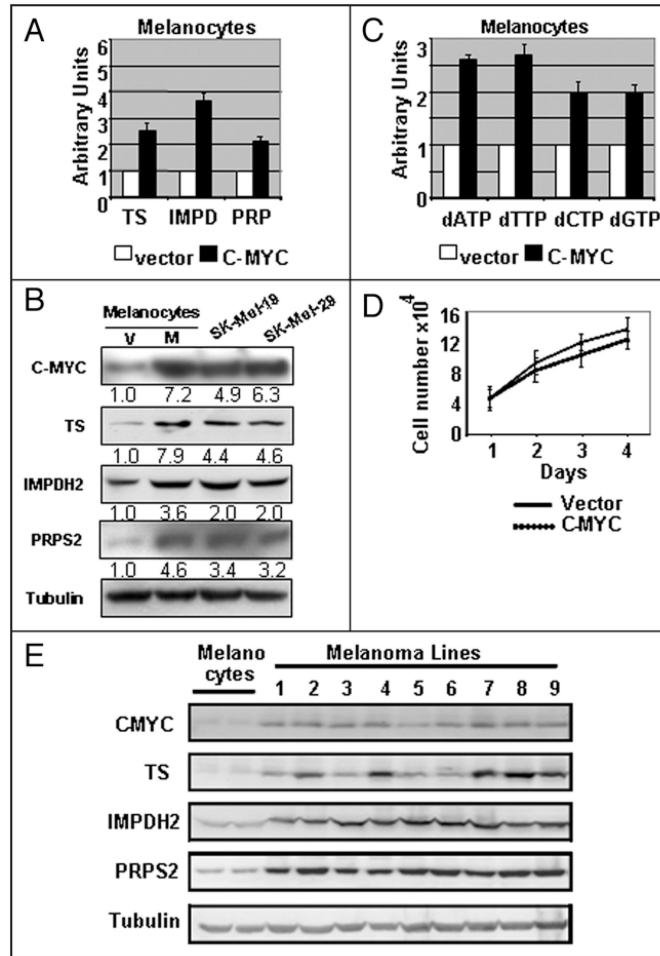 A
Melanocytes
Arbitrary Units
6
5
4
3
2
1
0
TS IMPD PRP
vector C-MYC
C
Melanocytes
Arbitrary Units
3
2
1
0
dATP dTTP dCTP dGTP
vector C-MYC
B
Melanocytes SK-Mel-19 SK-Mel-29
V M
C-MYC
1.0 7.2 4.9 6.3
TS
1.0 7.9 4.4 4.6
IMPDH2
1.0 3.6 2.0 2.0
PRPS2
1.0 4.6 3.4 3.2
Tubulin
D
Cell number x10⁴
16
12
8
4
0
1 2 3 4
Days
Vector
C-MYC
E
Melano
cytes
Melanoma Lines
1 2 3 4 5 6 7 8 9
C-MYC
TS
IMPDH2
PRPS2
Tubulin